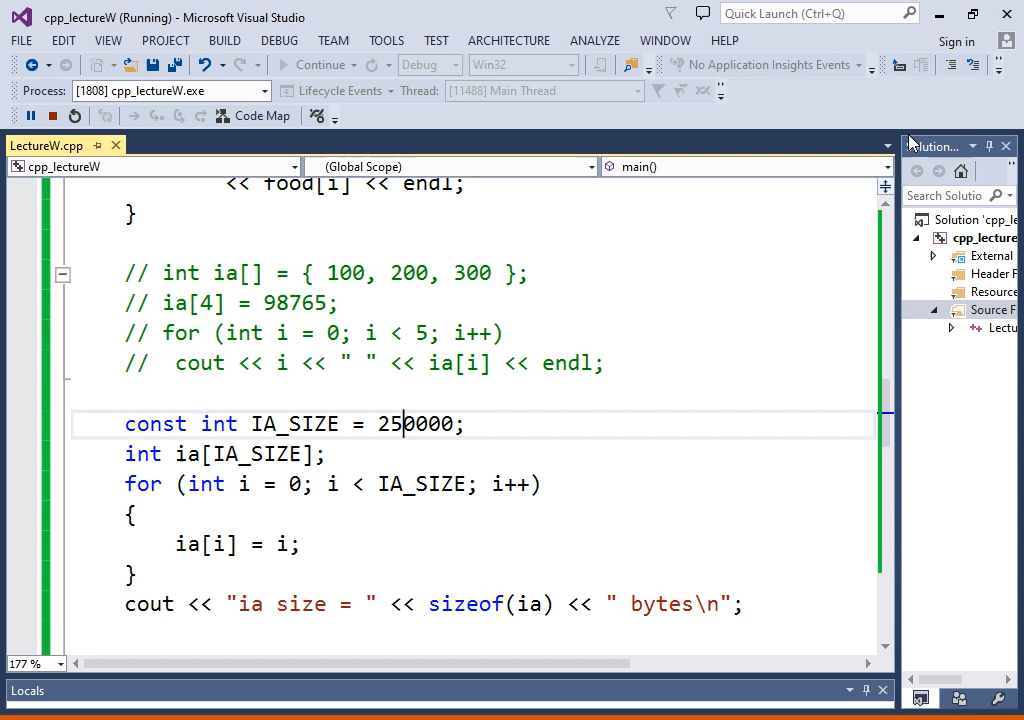 cpp_lectureW (Running) - Microsoft Visual Studio
Quick Launch (Ctrl+Q)
FILE EDIT VIEW PROJECT BUILD DEBUG TEAM TOOLS TEST ARCHITECTURE ANALYZE WINDOW HELP Sign in
Continue Debug Win32 No Application Insights Events
Process: [1808] cpp_lectureW.exe Lifecycle Events Thread: [11488] Main Thread
Code Map
LectureW.cpp
cpp_lectureW (Global Scope) main()
<< food[i] << endl;
}
// int ia[] = { 100, 200, 300 };
// ia[4] = 98765;
// for (int i = 0; i < 5; i++)
//  cout << i << " " << ia[i] << endl;
const int IA_SIZE = 250000;
int ia[IA_SIZE];
for (int i = 0; i < IA_SIZE; i++)
{
ia[i] = i;
}
cout << "ia size = " << sizeof(ia) << " bytes\n";
177 %
Locals
olution...
Search Solutio
Solution 'cpp_le
cpp_lecture
External
Header F
Resource
Source F
Lectu